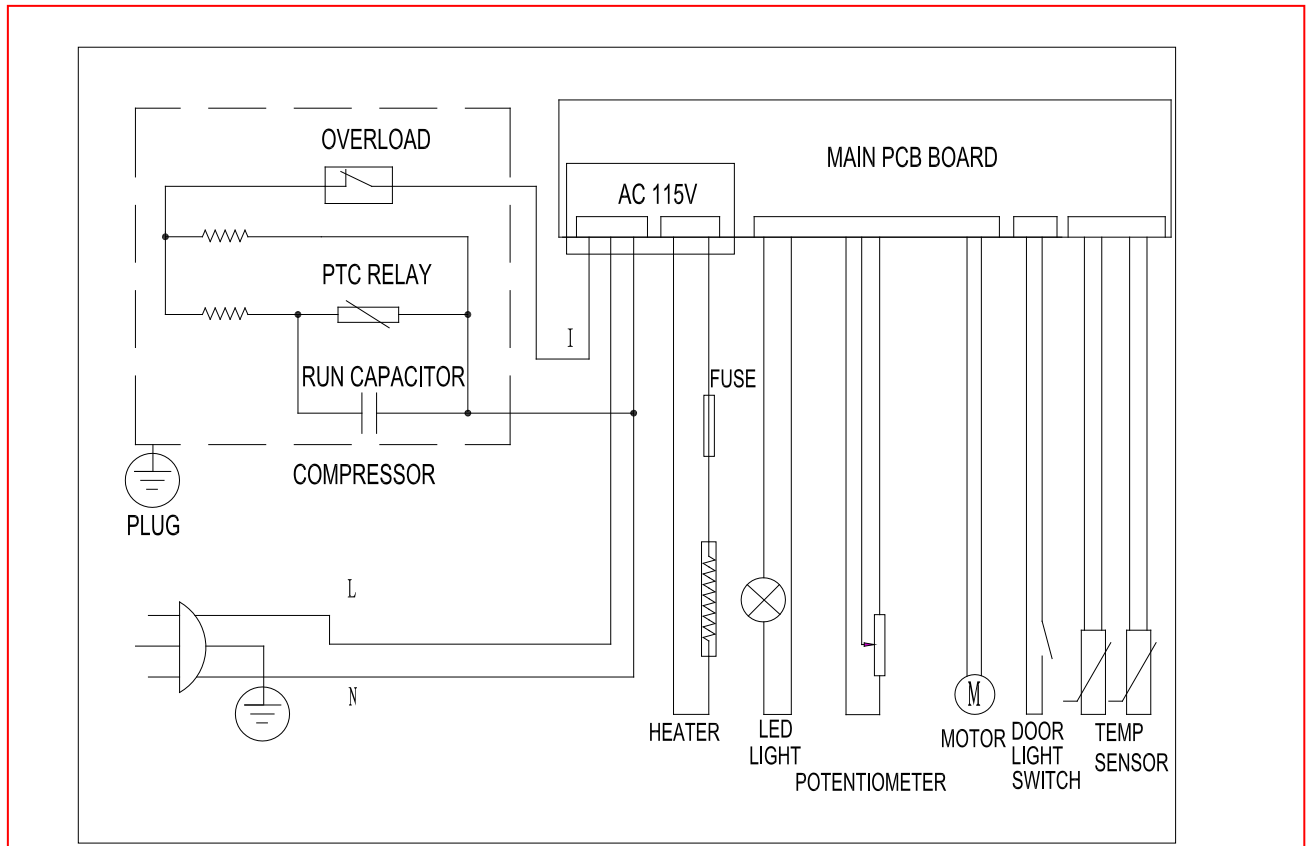 OVERLOAD
MAIN PCB BOARD
AC 115V
PTC RELAY
I
RUN CAPACITOR
FUSE
COMPRESSOR
PLUG
L
N
HEATER
LED
LIGHT
POTENTIOMETER
M
MOTOR
DOOR
LIGHT
SWITCH
TEMP
SENSOR